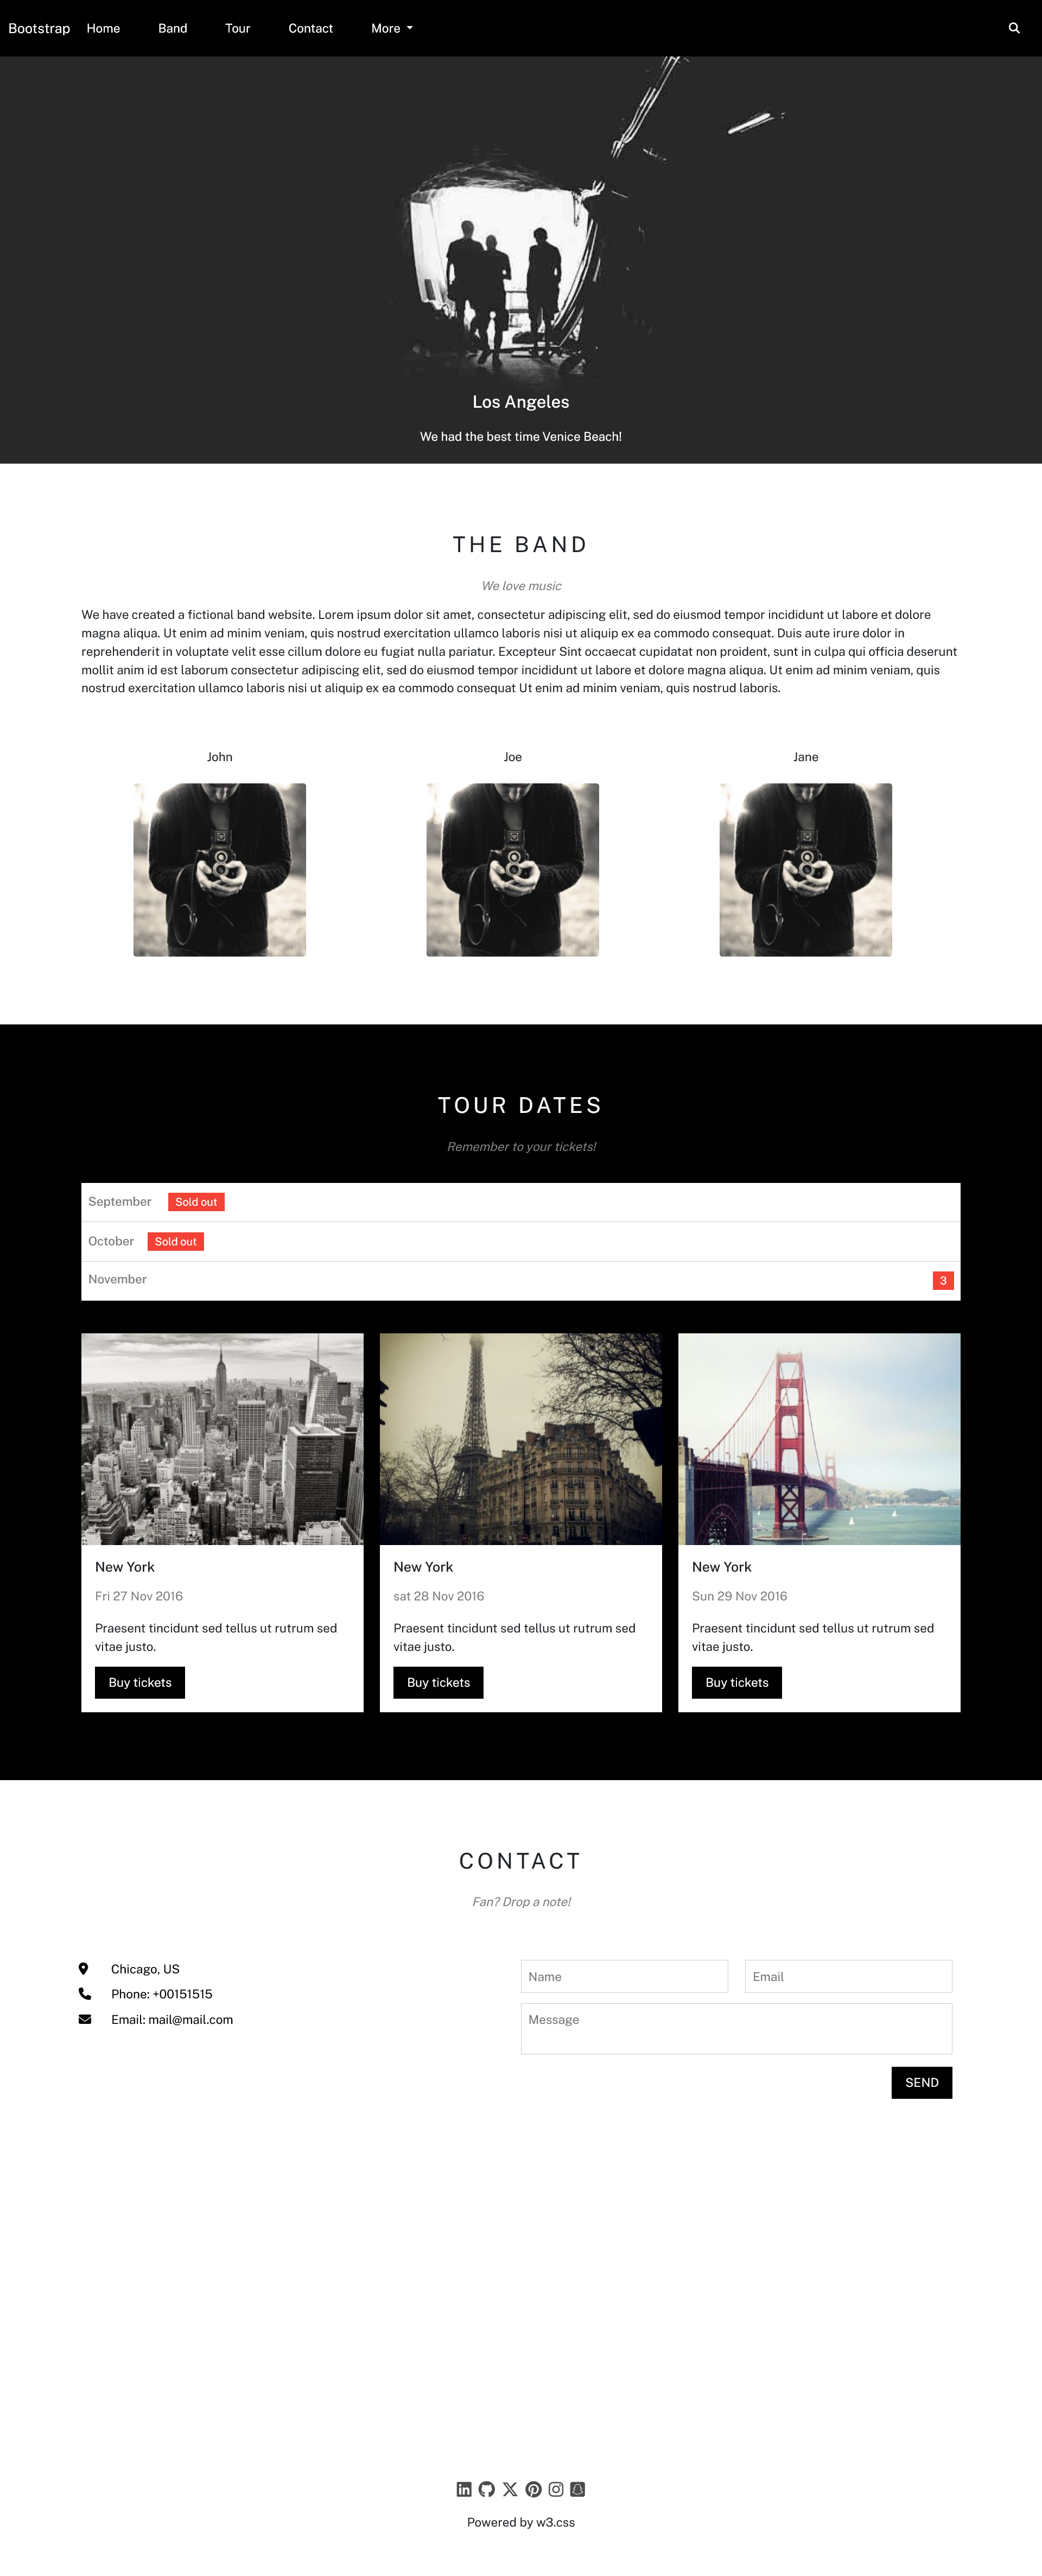 Bootstrap Home Band Tour Contact More
Los Angeles
We had the best time Venice Beach!
THE BAND
We love music
We have created a fictional band website. Lorem ipsum dolor sit amet, consectetur adipiscing elit, sed do eiusmod tempor incididunt ut labore et dolore
magna aliqua. Ut enim ad minim veniam, quis nostrud exercitation ullamco laboris nisi ut aliquip ex ea commodo consequat. Duis aute irure dolor in
reprehenderit in voluptate velit esse cillum dolore eu fugiat nulla pariatur. Excepteur Sint occaecat cupidatat non proident, sunt in culpa qui officia deserunt
mollit anim id est laborum consectetur adipiscing elit, sed do eiusmod tempor incididunt ut labore et dolore magna aliqua. Ut enim ad minim veniam, quis
nostrud exercitation ullamco laboris nisi ut aliquip ex ea commodo consequat Ut enim ad minim veniam, quis nostrud laboris.
John
Joe
Jane
TOUR DATES
Remember to your tickets!
September Sold out
October Sold out
November 3
New York
Fri 27 Nov 2016
Praesent tincidunt sed tellus ut rutrum sed
vitae justo.
Buy tickets
New York
sat 28 Nov 2016
Praesent tincidunt sed tellus ut rutrum sed
vitae justo.
Buy tickets
New York
Sun 29 Nov 2016
Praesent tincidunt sed tellus ut rutrum sed
vitae justo.
Buy tickets
CONTACT
Fan? Drop a note!
Chicago, US
Phone: +00151515
Email: mail@mail.com
Name
Email
Message
SEND
Powered by w3.css